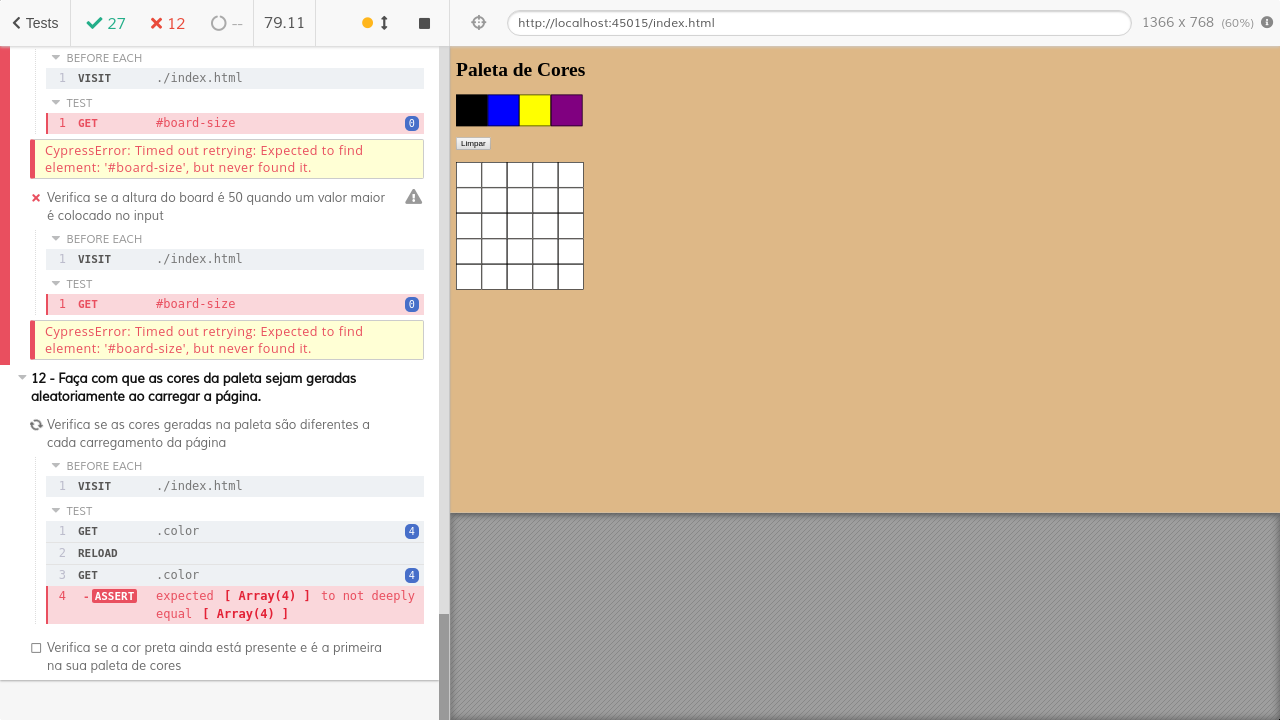 Tests
27
12
--
79.11
http://localhost:45015/index.html
1366 x 768 (60%)
BEFORE EACH
1 VISIT ./index.html
TEST
1 GET #board-size 0
CypressError: Timed out retrying: Expected to find
element: '#board-size', but never found it.
Verifica se a altura do board é 50 quando um valor maior
é colocado no input
BEFORE EACH
1 VISIT ./index.html
TEST
1 GET #board-size 0
CypressError: Timed out retrying: Expected to find
element: '#board-size', but never found it.
12 - Faça com que as cores da paleta sejam geradas
aleatoriamente ao carregar a página.
Verifica se as cores geradas na paleta são diferentes a
cada carregamento da página
BEFORE EACH
1 VISIT ./index.html
TEST
1 GET .color 4
2 RELOAD
3 GET .color 4
4 -ASSERT expected [ Array(4) ] to not deeply
equal [ Array(4) ]
Verifica se a cor preta ainda está presente e é a primeira
na sua paleta de cores
Paleta de Cores
Limpar